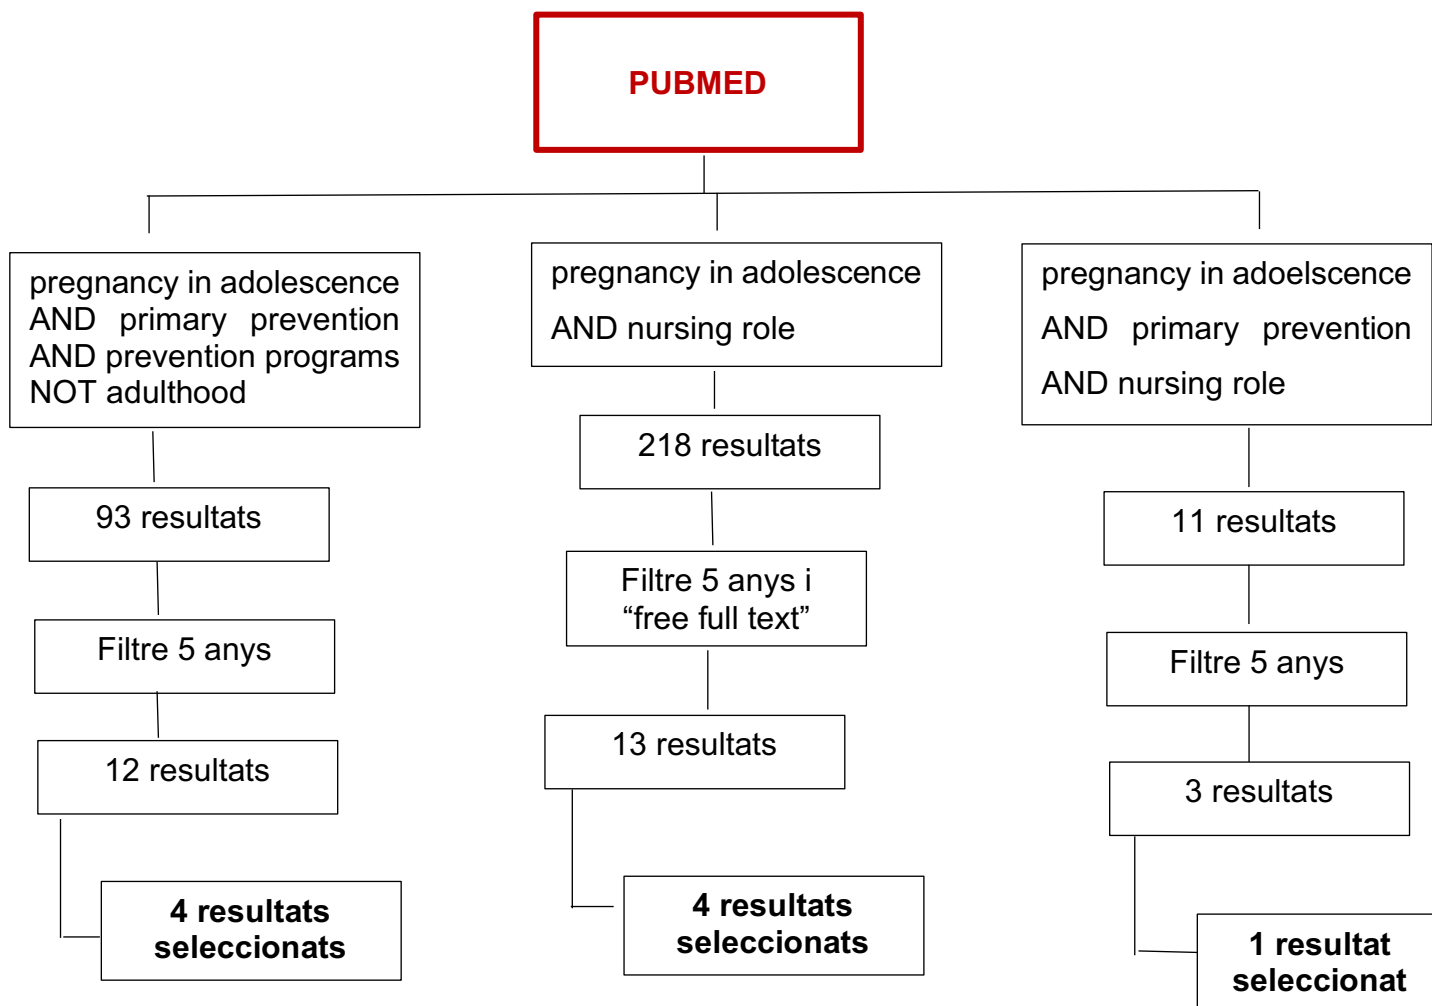 PUBMED
pregnancy in adolescence
AND primary prevention
AND prevention programs
NOT adulthood
93 resultats
Filtre 5 anys
12 resultats
4 resultats
seleccionats
pregnancy in adolescence
AND nursing role
218 resultats
Filtre 5 anys i
“free full text”
13 resultats
4 resultats
seleccionats
pregnancy in adoelscence
AND primary prevention
AND nursing role
11 resultats
Filtre 5 anys
3 resultats
1 resultat
seleccionat